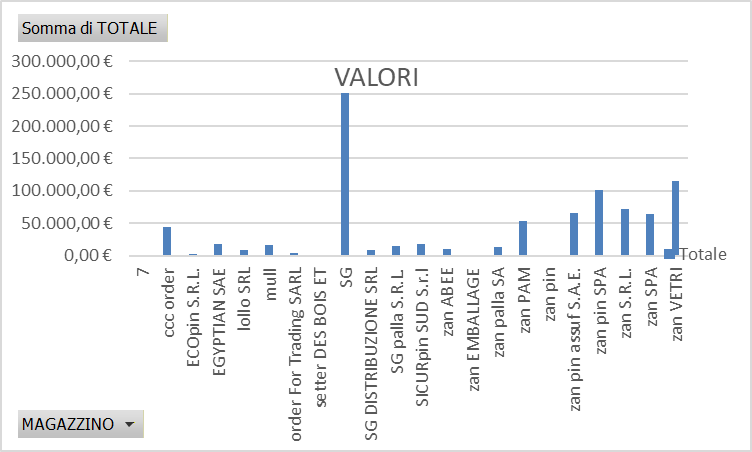 Somma di TOTALE
VALORI
300.000,00 €
250.000,00 €
200.000,00 €
150.000,00 €
100.000,00 €
50.000,00 €
0,00 €
7
ccc order
ECOpin S.R.L.
EGYPTIAN SAE
lollo SRL
mull
order For Trading SARL
setter DES BOIS ET
SG
SG DISTRIBUZIONE SRL
SG palla S.R.L.
SICURpin SUD S.r.l
zan ABEE
zan EMBALLAGE
zan palla SA
zan PAM
zan pin
zan pin assuf S.A.E.
zan pin SPA
zan S.R.L.
zan SPA
zan VETRI
Totale
MAGAZZINO